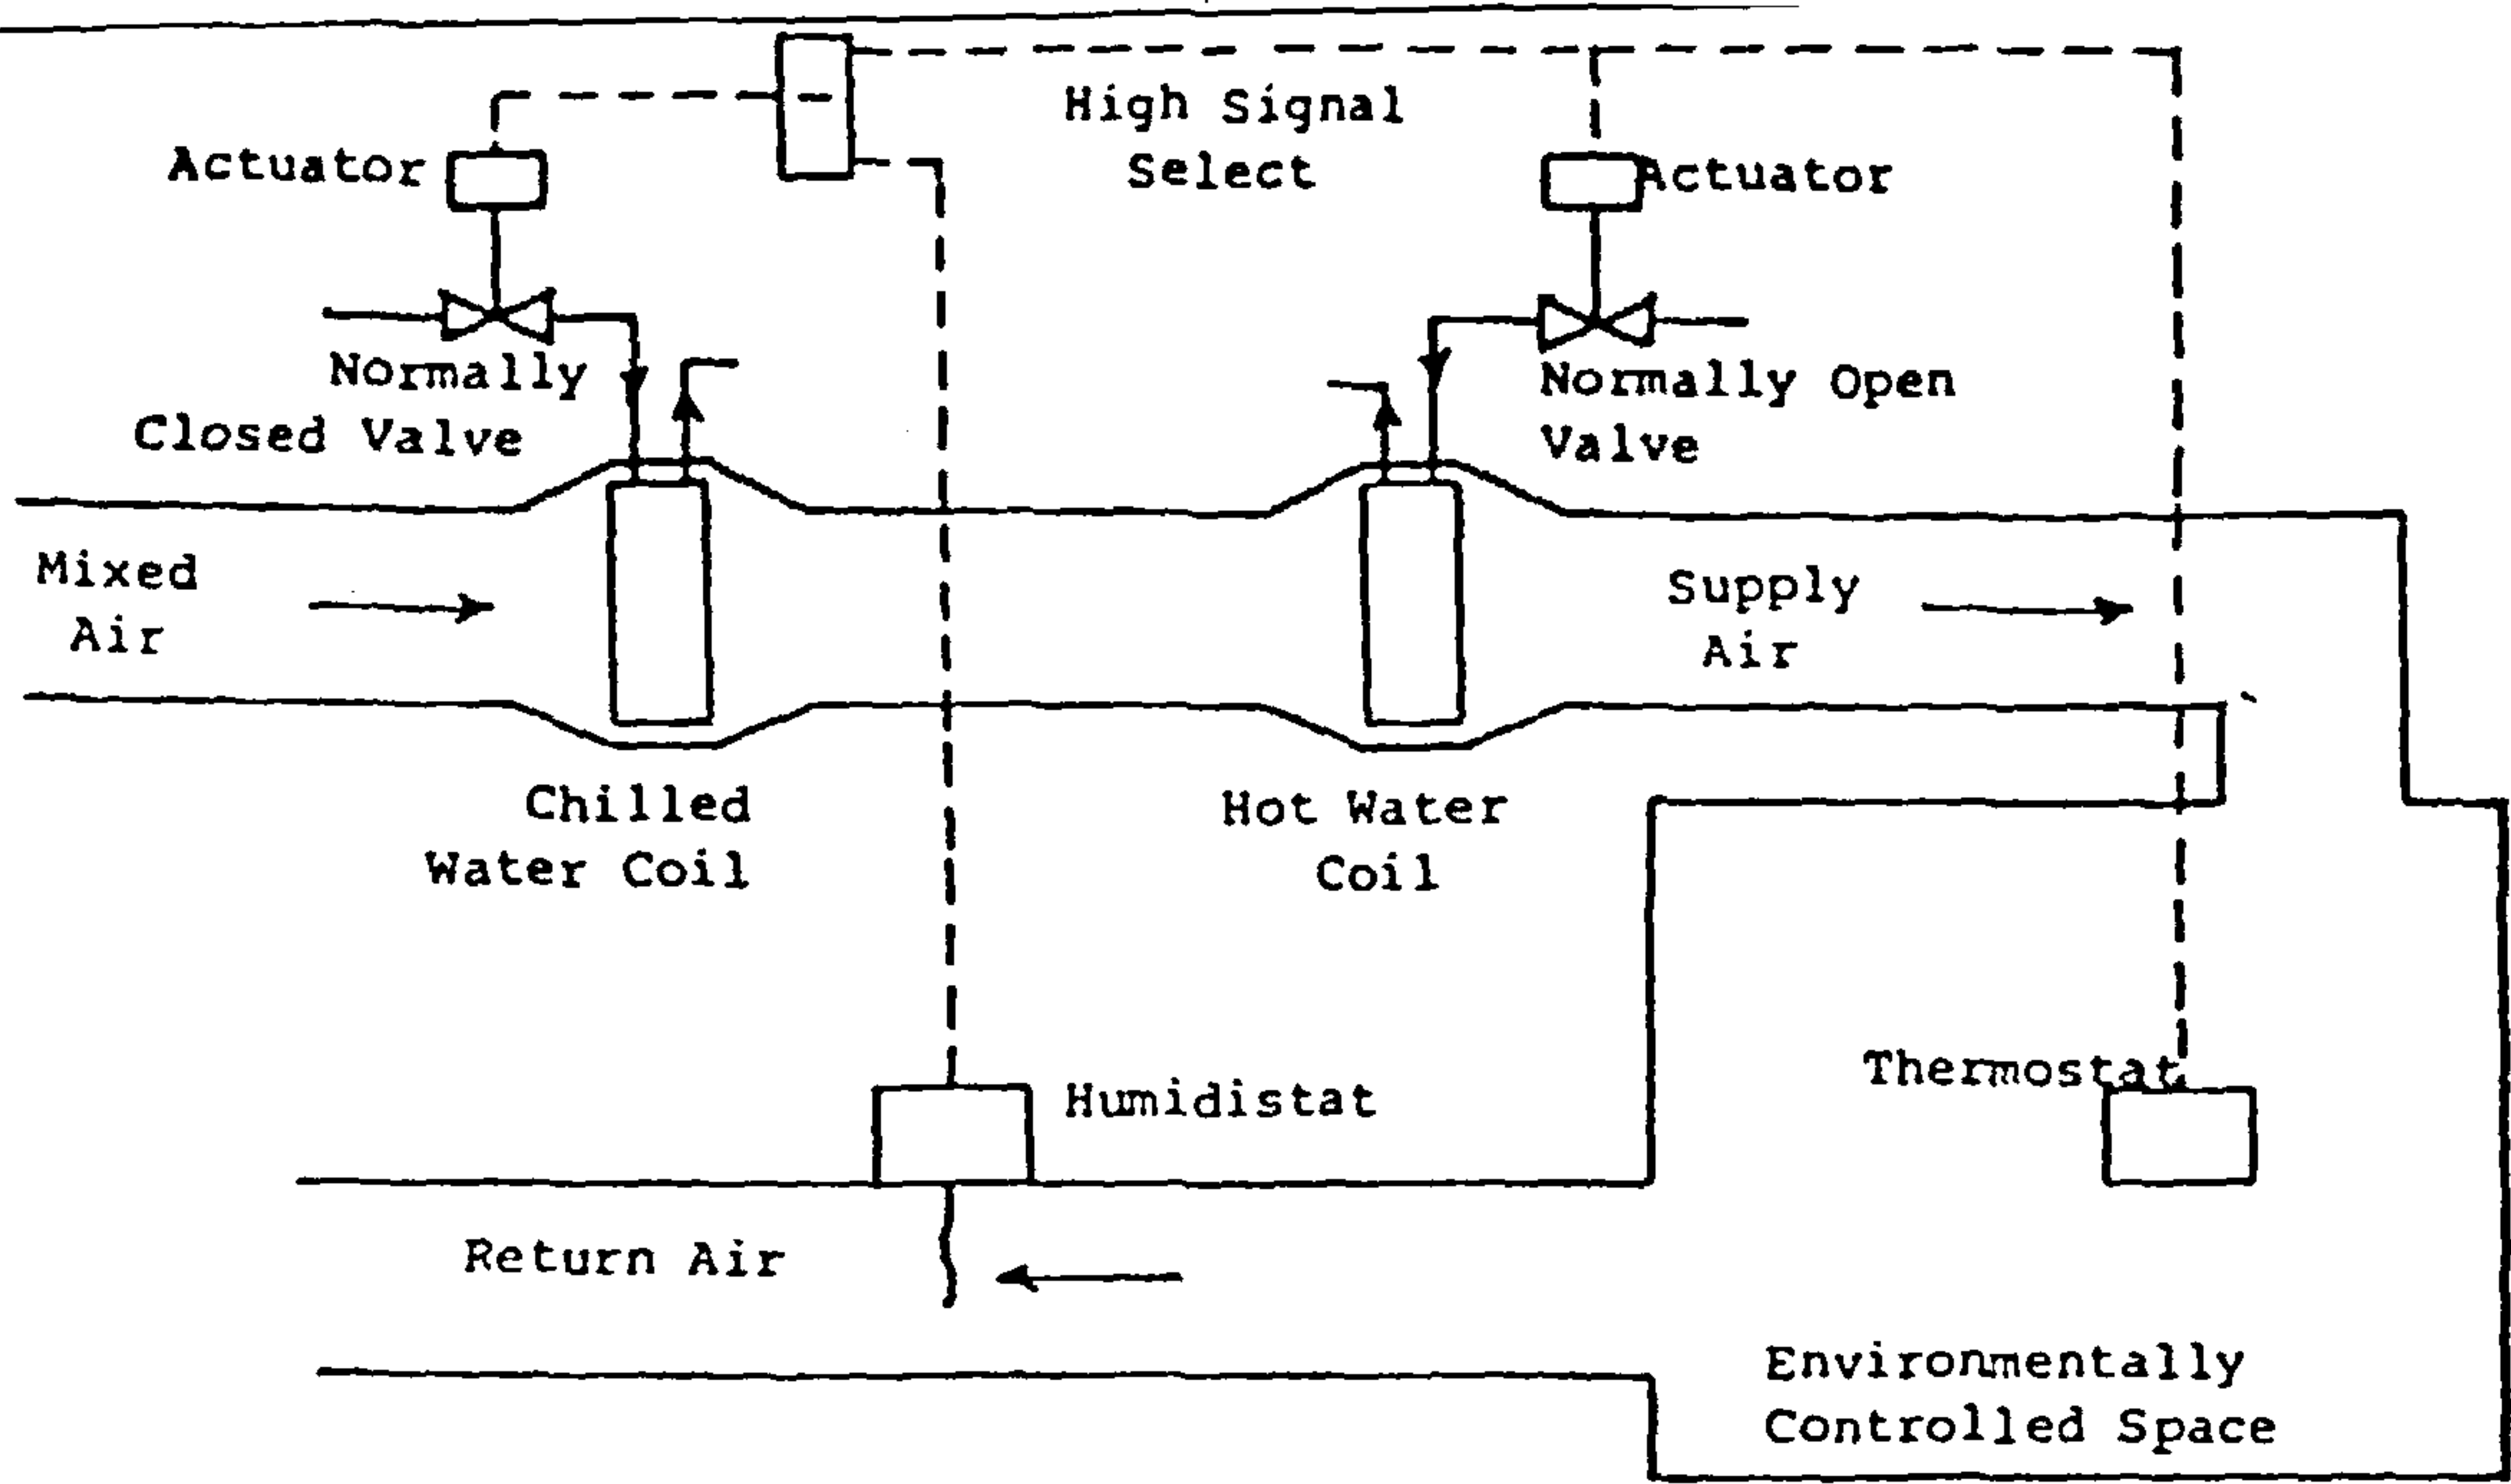 High Signal
Select
Actuator
Actuator
Normally
Closed Valve
Normally Open
Valve
Mixed
Air
Supply
Air
Chilled
Water Coil
Hot Water
Coil
Humidistat
Thermostat
Return Air
Environmentally
Controlled Space